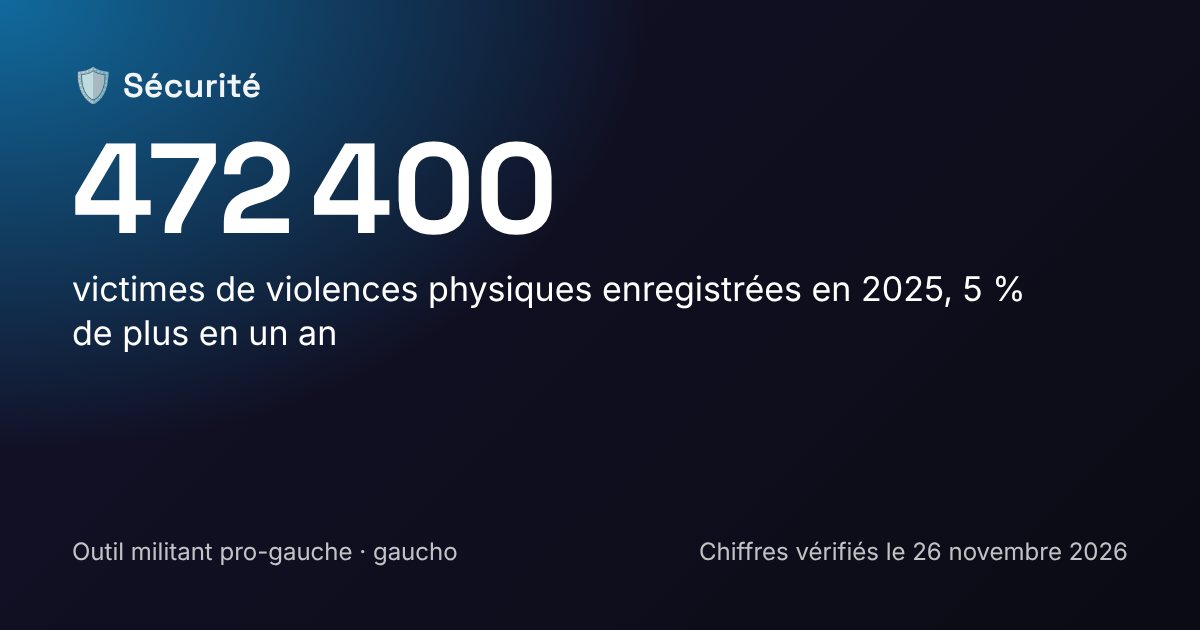 Sécurité
472 400
victimes de violences physiques enregistrées en 2025, 5 %
de plus en un an
Outil militant pro-gauche · gaucho
Chiffres vérifiés le 26 novembre 2026